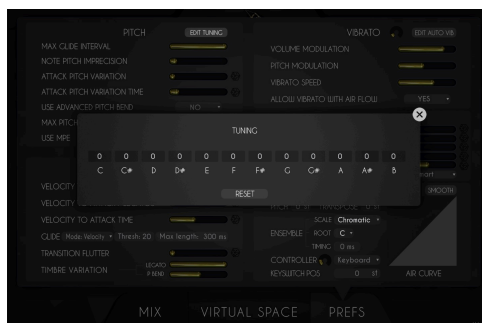 PITCH EDIT TUNING
MAX GLIDE INTERVAL
NOTE PITCH IMPRECISION
ATTACK PITCH VARIATION
ATTACK PITCH VARIATION TIME
USE ADVANCED PITCH BEND NO
MAX PITCH
USE MPE
VIBRATO EDIT AUTO VIB
VOLUME MODULATION
PITCH MODULATION
VIBRATO SPEED
ALLOW VIBRATO WITH AIR FLOW YES
TUNING
0 0 0 0 0 0 0 0 0 0 0 0
C C# D D# E F F# G G# A A# B
RESET
VELOCITY
VELOCITY
VELOCITY TO ATTACK TIME
GLIDE Mode: Velocity Thresh: 20 Max length: 300 ms
TRANSITION FLUTTER
TIMBRE VARIATION LEGATO
P.BEND
SMOOTH
SCALE Chromatic
ENSEMBLE ROOT C
TIMING 0 ms
CONTROLLER Keyboard
KEYSWITCH POS 0 ST
AIR CURVE
MIX VIRTUAL SPACE PREFS